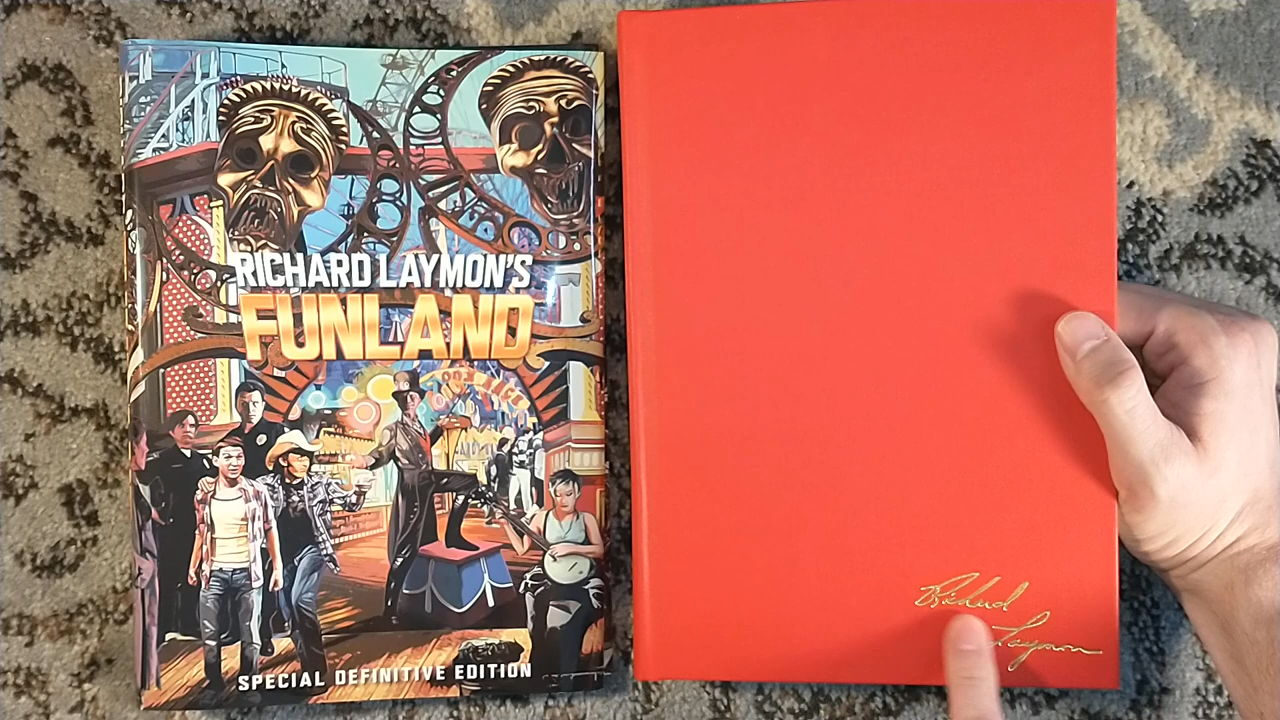 RICHARD LAYMON'S
FUNLAND
SPECIAL DEFINITIVE EDITION
Richard
Laymon